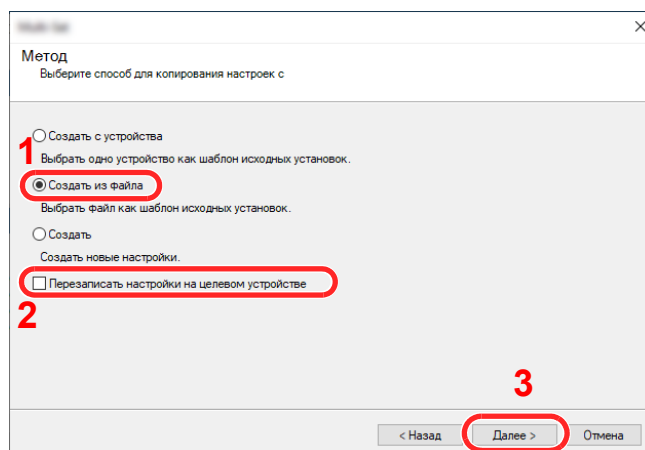 Метод
Выберите способ для копирования настроек с
Создать с устройства
1
Выбрать одно устройство как шаблон исходных установок.
Создать из файла
Выбрать файл как шаблон исходных установок.
Создать
Создать новые настройки.
Перезаписать настройки на целевом устройстве
2
3
< Назад
Далее >
Отмена